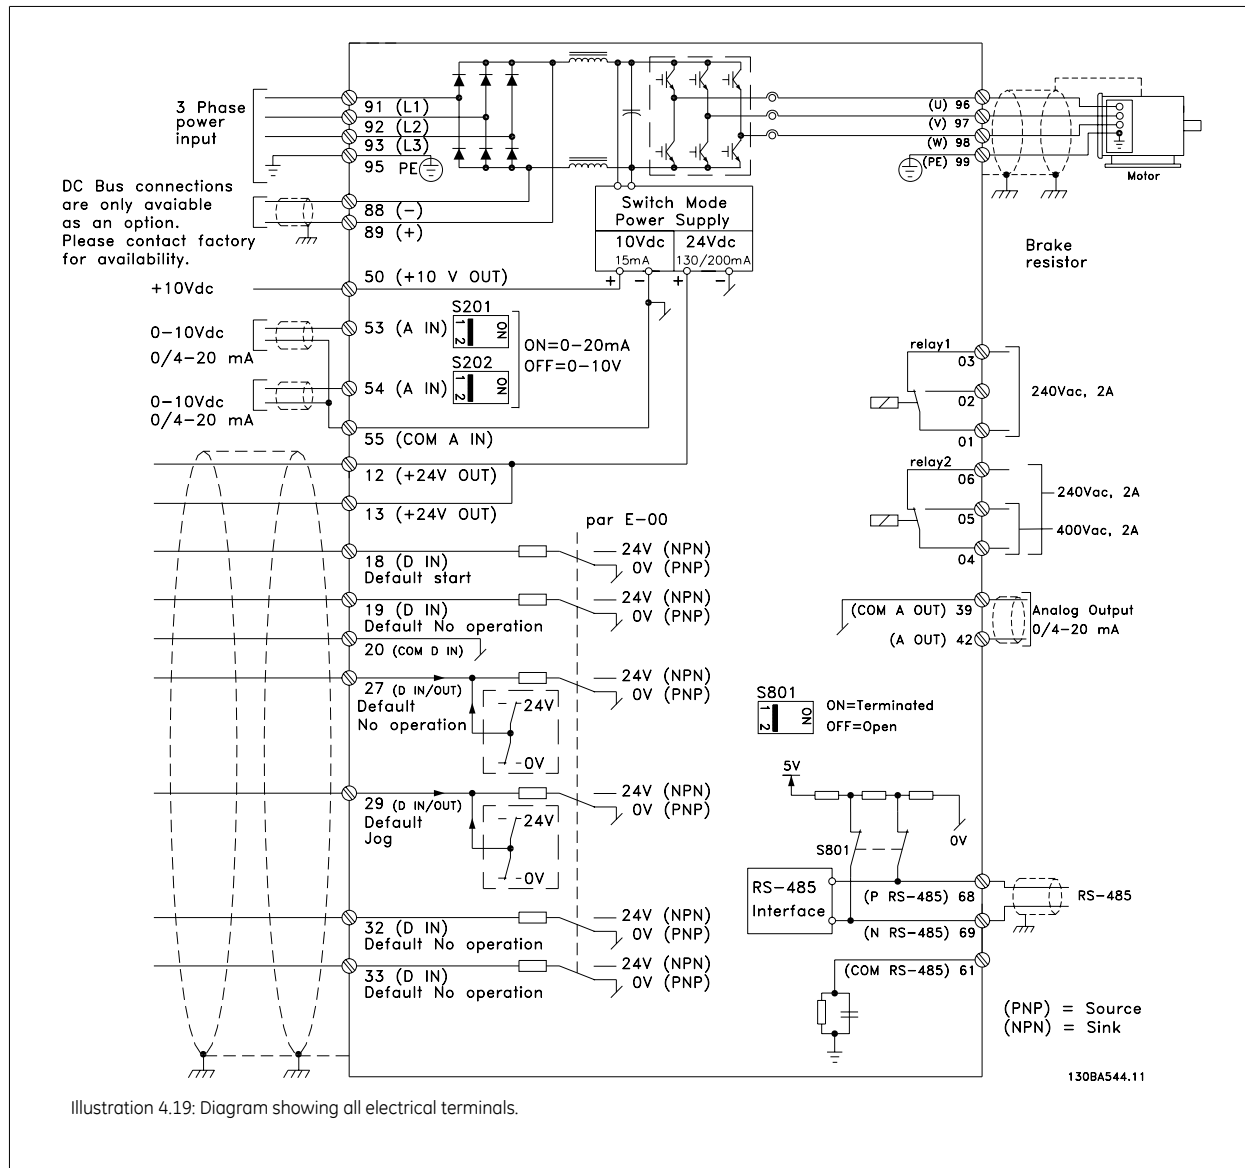 3 Phase
power
input
91 (L1)
92 (L2)
93 (L3)
95 PE
DC Bus connections
are only avaiable
as an option.
Please contact factory
for availability.
88 (−)
89 (+)
Switch Mode
Power Supply
10Vdc
15mA
24Vdc
130/200mA
+ − + −
(U) 96
(V) 97
(W) 98
(PE) 99
Motor
Brake
resistor
+10Vdc
50 (+10 V OUT)
0−10Vdc
0/4−20 mA
53 (A IN)
S201
1 2
ON
ON=0−20mA
OFF=0−10V
0−10Vdc
0/4−20 mA
54 (A IN)
S202
1 2
ON
55 (COM A IN)
12 (+24V OUT)
13 (+24V OUT)
relay1
03
02
01
240Vac, 2A
relay2
06
05
04
240Vac, 2A
400Vac, 2A
par E-00
18 (D IN)
Default start
24V (NPN)
0V (PNP)
19 (D IN)
Default No operation
24V (NPN)
0V (PNP)
20 (COM D IN)
27 (D IN/OUT)
Default
No operation
24V
0V
24V (NPN)
0V (PNP)
29 (D IN/OUT)
Default
Jog
24V
0V
24V (NPN)
0V (PNP)
32 (D IN)
Default No operation
24V (NPN)
0V (PNP)
33 (D IN)
Default No operation
24V (NPN)
0V (PNP)
(COM A OUT) 39
(A OUT) 42
Analog Output
0/4−20 mA
S801
1 2
ON
ON=Terminated
OFF=Open
5V
0V
S801
RS-485
Interface
(P RS-485) 68
(N RS-485) 69
(COM RS-485) 61
RS-485
(PNP) = Source
(NPN) = Sink
130BA544.11
Illustration 4.19: Diagram showing all electrical terminals.